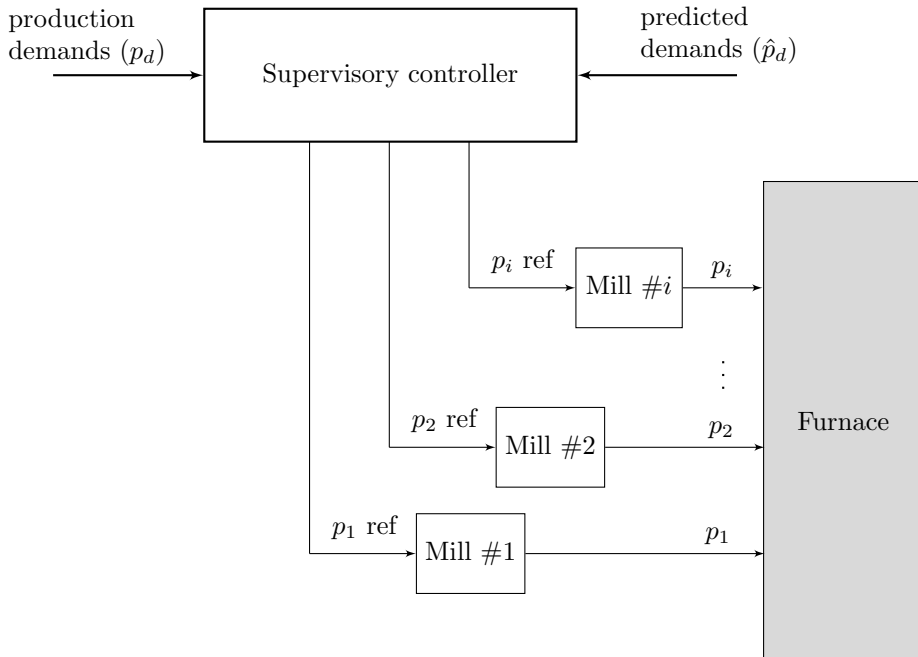 production
demands (p_d)
predicted
demands (p̂_d)
Supervisory controller
p_i ref
Mill #i
p_i
⋮
p_2 ref
Mill #2
p_2
Furnace
p_1 ref
Mill #1
p_1